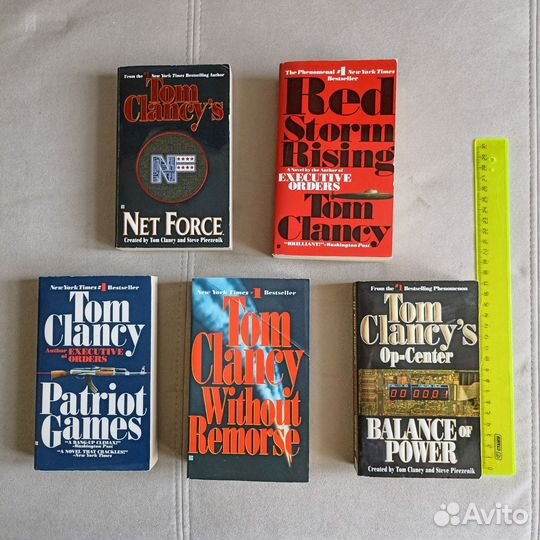 From the #1 New York Times Bestselling Author
Tom
Clancy's
NF
NET FORCE
Created by Tom Clancy and Steve Pieczenik
The Phenomenal #1 New York Times
Bestseller
Red
Storm
Rising
A Novel by the Author of
EXECUTIVE
ORDERS
Tom
Clancy
"BRILLIANT!"-Washington Post
New York Times #1 Bestseller
Tom
Clancy
Author of EXECUTIVE
ORDERS
Patriot
Games
"A BANG-UP CLIMAX!"
-Washington Post
"A NOVEL THAT CRACKLES!"
-New York Times
New York Times #1 Bestseller
Tom
Clancy
Without
Remorse
From the #1 Bestselling Phenomenon
Tom
Clancy's
Op-Center
00 0001
BALANCE OF
POWER
Created by Tom Clancy and Steve Pieczenik
Avito